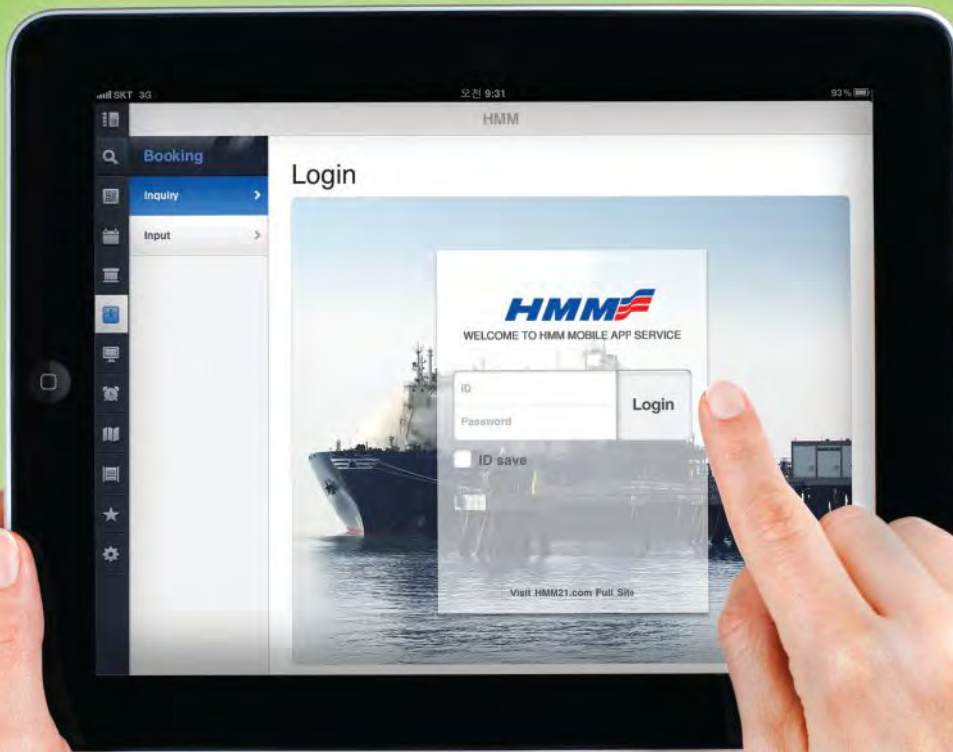 SKT 3G
오전 9:31
93%
HMM
Booking
Inquiry
Input
Login
HMM
WELCOME TO HMM MOBILE APP SERVICE
ID
Password
Login
ID save
Visit HMM21.com Full Site